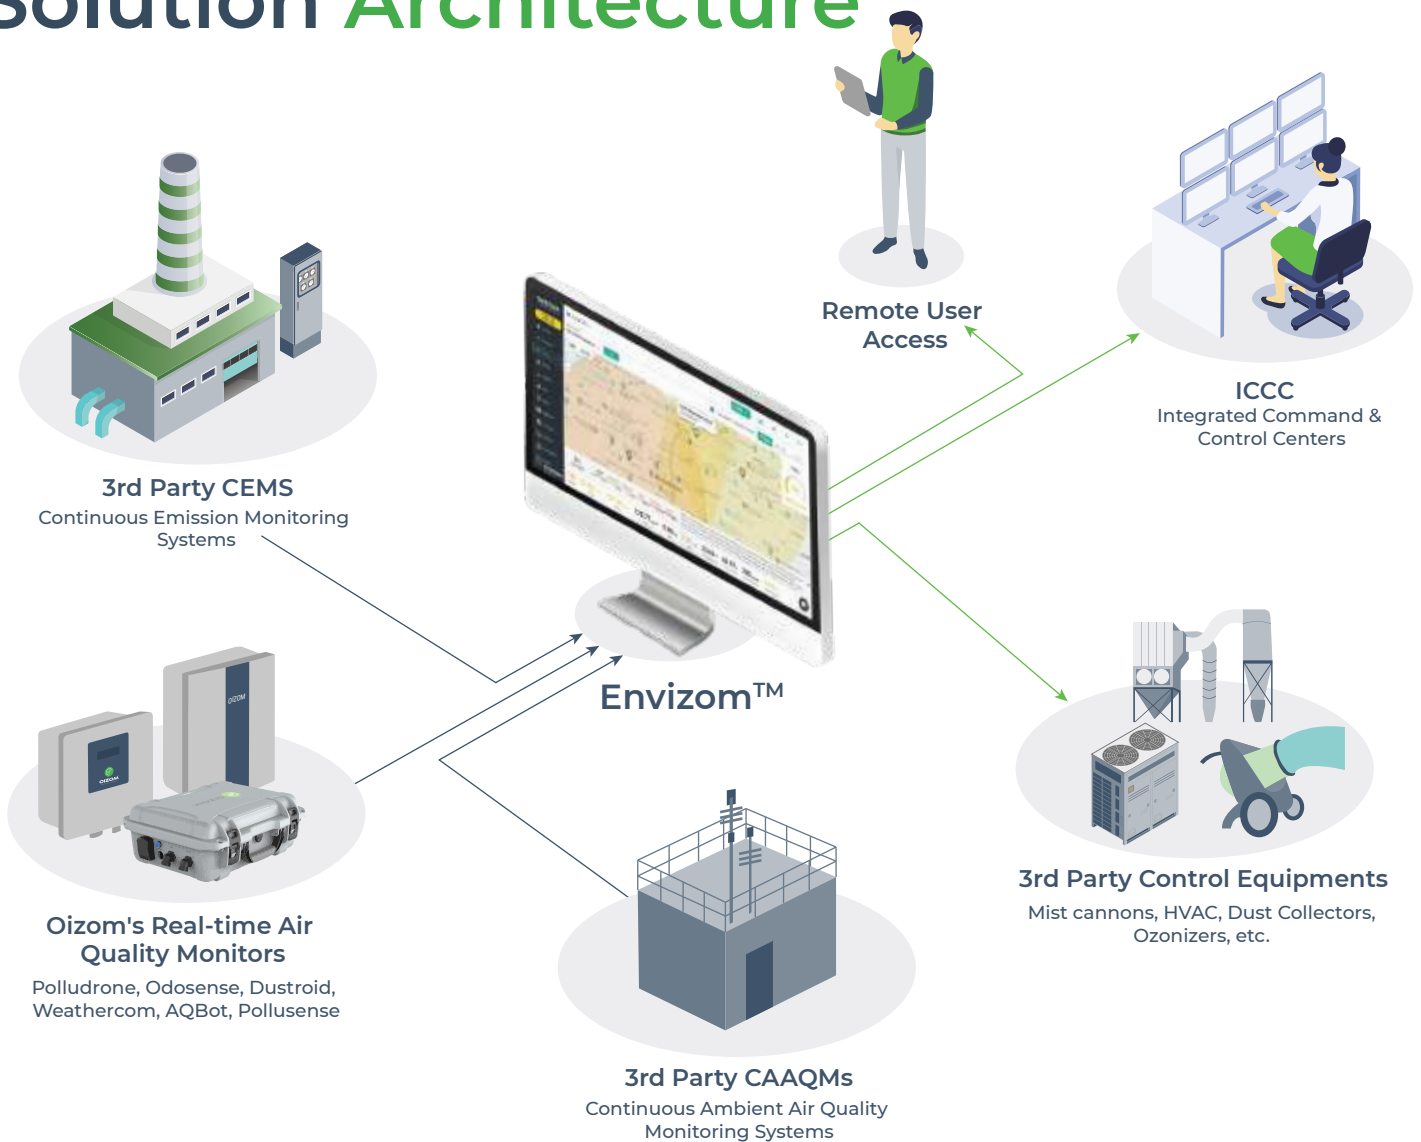 Solution Architecture
Remote User
Access
ICCC
Integrated Command &
Control Centers
3rd Party CEMS
Continuous Emission Monitoring
Systems
Envizom™
OIZOM
OIZOM
Oizom's Real-time Air
Quality Monitors
Polludrone, Odosense, Dustroid,
Weathercom, AQBot, Pollusense
3rd Party Control Equipments
Mist cannons, HVAC, Dust Collectors,
Ozonizers, etc.
3rd Party CAAQMs
Continuous Ambient Air Quality
Monitoring Systems